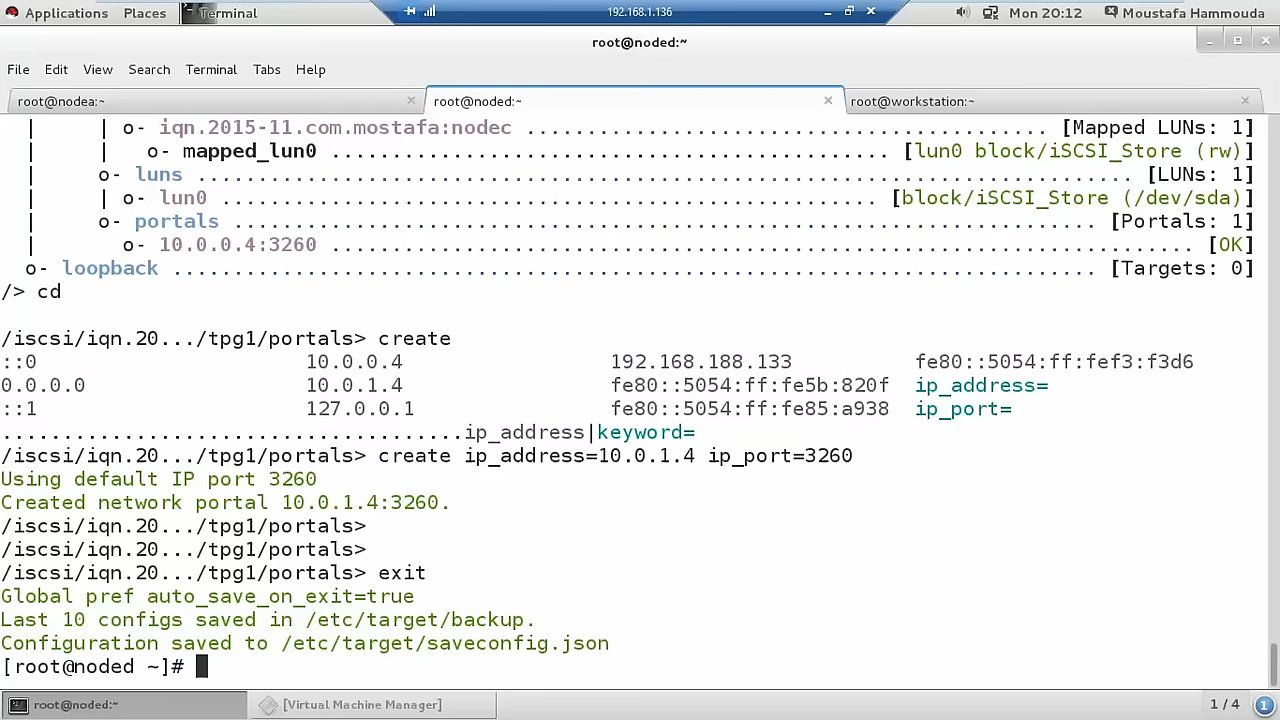 Applications Places Terminal 192.168.1.136 Mon 20:12 Moustafa Hammouda
root@noded:~
File Edit View Search Terminal Tabs Help
root@nodea:~ root@noded:~ root@workstation:~
| | o- iqn.2015-11.com.mostafa:nodec ........................................... [Mapped LUNs: 1]
| | o- mapped_lun0 ............................................... [lun0 block/iSCSI_Store (rw)]
| o- luns ............................................................................. [LUNs: 1]
| | o- lun0 ....................................................... [block/iSCSI_Store (/dev/sda)]
| o- portals ....................................................................... [Portals: 1]
| o- 10.0.0.4:3260 ....................................................................... [OK]
o- loopback ............................................................................ [Targets: 0]
/> cd
/iscsi/iqn.20.../tpg1/portals> create
::0 10.0.0.4 192.168.188.133 fe80::5054:ff:fef3:f3d6
0.0.0.0 10.0.1.4 fe80::5054:ff:fe5b:820f ip_address=
::1 127.0.0.1 fe80::5054:ff:fe85:a938 ip_port=
......................................ip_address|keyword=
/iscsi/iqn.20.../tpg1/portals> create ip_address=10.0.1.4 ip_port=3260
Using default IP port 3260
Created network portal 10.0.1.4:3260.
/iscsi/iqn.20.../tpg1/portals>
/iscsi/iqn.20.../tpg1/portals>
/iscsi/iqn.20.../tpg1/portals> exit
Global pref auto_save_on_exit=true
Last 10 configs saved in /etc/target/backup.
Configuration saved to /etc/target/saveconfig.json
[root@noded ~]#
root@noded:~ [Virtual Machine Manager] 1 / 4 1